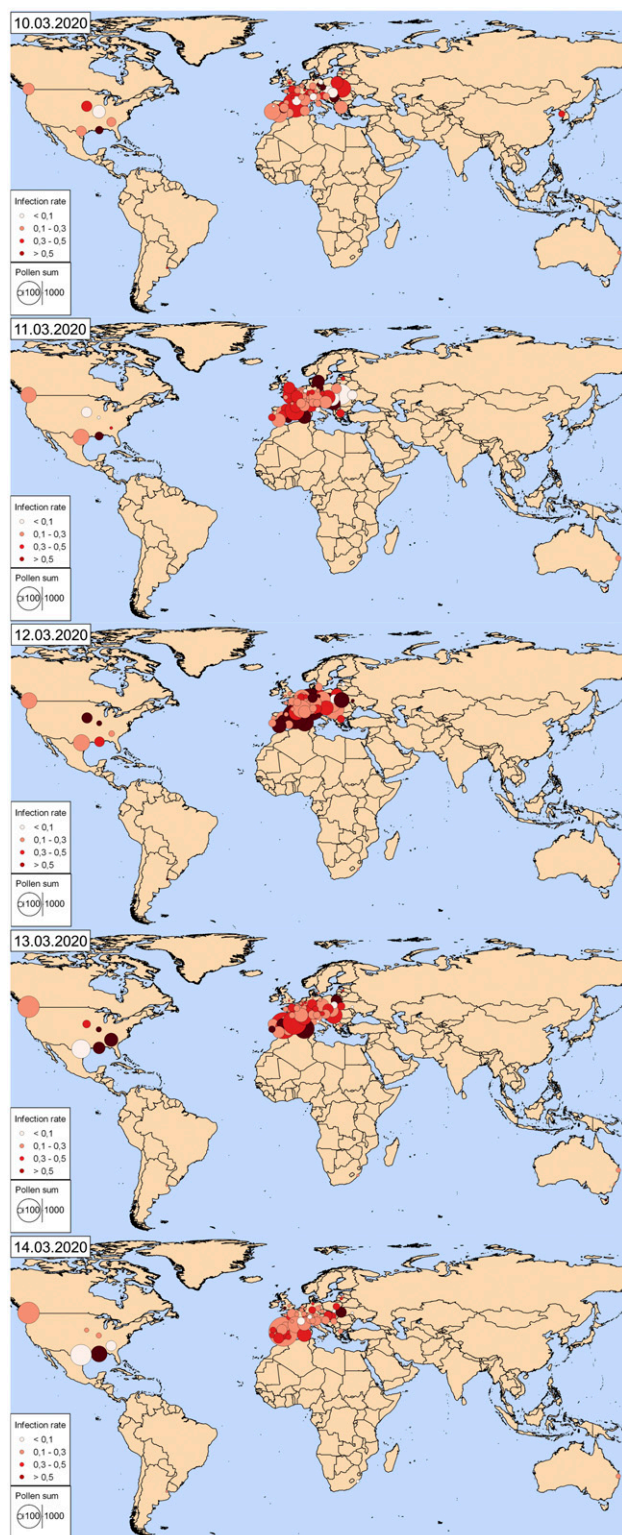 10.03.2020
Infection rate
< 0,1
0,1 - 0,3
0,3 - 0,5
> 0,5
Pollen sum
100 1000
11.03.2020
Infection rate
< 0,1
0,1 - 0,3
0,3 - 0,5
> 0,5
Pollen sum
100 1000
12.03.2020
Infection rate
< 0,1
0,1 - 0,3
0,3 - 0,5
> 0,5
Pollen sum
100 1000
13.03.2020
Infection rate
< 0,1
0,1 - 0,3
0,3 - 0,5
> 0,5
Pollen sum
100 1000
14.03.2020
Infection rate
< 0,1
0,1 - 0,3
0,3 - 0,5
> 0,5
Pollen sum
100 1000